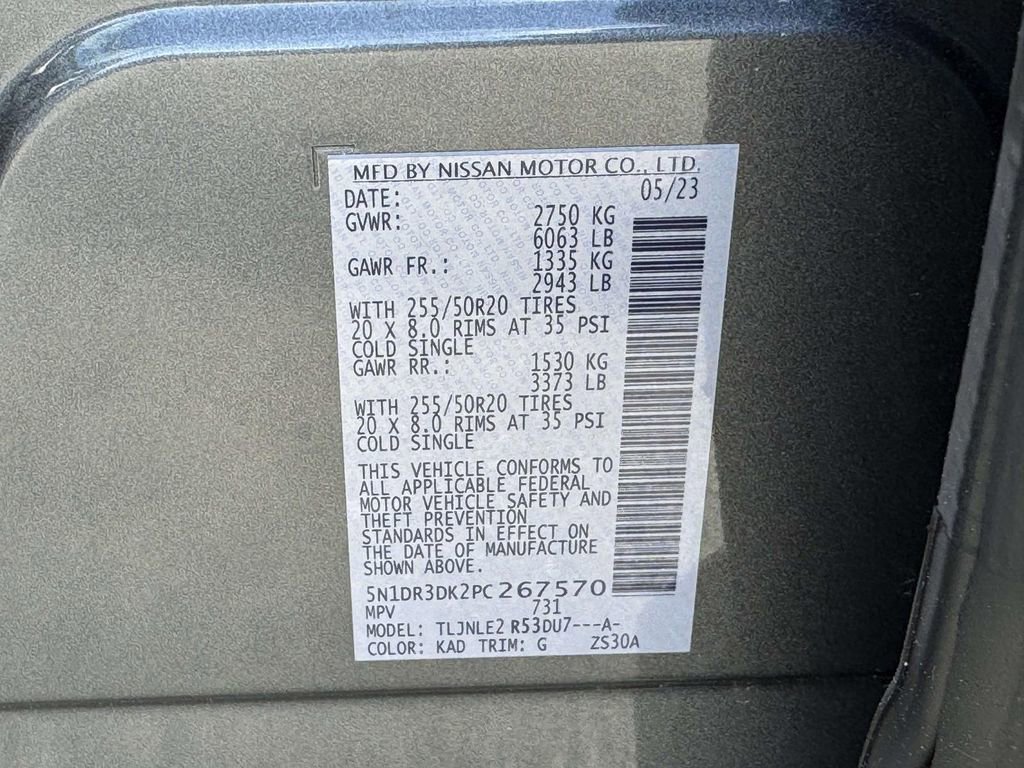 MFD BY NISSAN MOTOR CO., LTD.
DATE: 05/23
GVWR: 2750 KG
6063 LB
GAWR FR.: 1335 KG
2943 LB
WITH 255/50R20 TIRES
20 X 8.0 RIMS AT 35 PSI
COLD SINGLE
GAWR RR.: 1530 KG
3373 LB
WITH 255/50R20 TIRES
20 X 8.0 RIMS AT 35 PSI
COLD SINGLE
THIS VEHICLE CONFORMS TO
ALL APPLICABLE FEDERAL
MOTOR VEHICLE SAFETY AND
THEFT PREVENTION
STANDARDS IN EFFECT ON
THE DATE OF MANUFACTURE
SHOWN ABOVE.
5N1DR3DK2PC267570
MPV 731
MODEL: TLJNLE2 R53DU7---A-
COLOR: KAD TRIM: G ZS30A